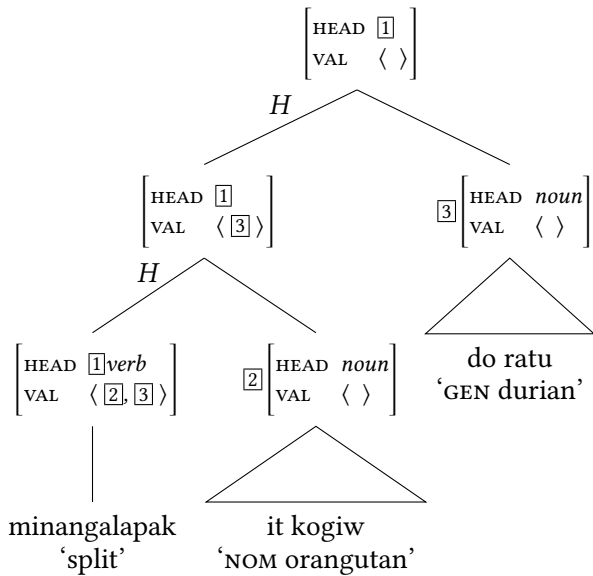 HEAD 1
VAL ⟨ ⟩
H
HEAD 1
VAL ⟨ 3 ⟩
3 HEAD noun
VAL ⟨ ⟩
H
HEAD 1 verb
VAL ⟨ 2, 3 ⟩
2 HEAD noun
VAL ⟨ ⟩
do ratu
‘GEN durian’
minangalapak
‘split’
it kogiw
‘NOM orangutan’